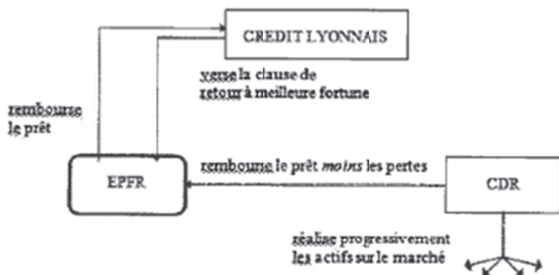 CREDIT LYONNAIS
verse la clause de
retour à meilleure fortune
rembourse
le prêt
rembourse le prêt moins les pertes
EPFR
CDR
réalise progressivement
les actifs sur le marché